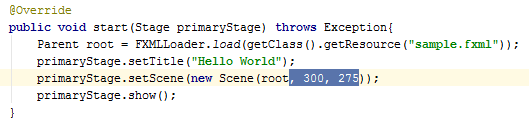 @Override
public void start(Stage primaryStage) throws Exception{
    Parent root = FXMLLoader.load(getClass().getResource("sample.fxml"));
    primaryStage.setTitle("Hello World");
    primaryStage.setScene(new Scene(root, 300, 275));
    primaryStage.show();
}